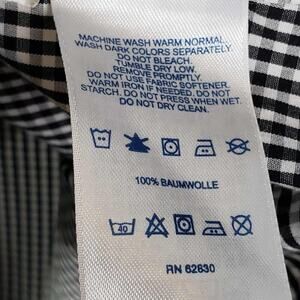 MACHINE WASH WARM NORMAL.
WASH DARK COLORS SEPARATELY.
DO NOT BLEACH.
TUMBLE DRY LOW.
REMOVE PROMPTLY.
DO NOT USE FABRIC SOFTENER.
WARM IRON IF NEEDED. DO NOT
STARCH. DO NOT PRESS WHEN WET.
DO NOT DRY CLEAN.
100% BAUMWOLLE
40
RN 62630